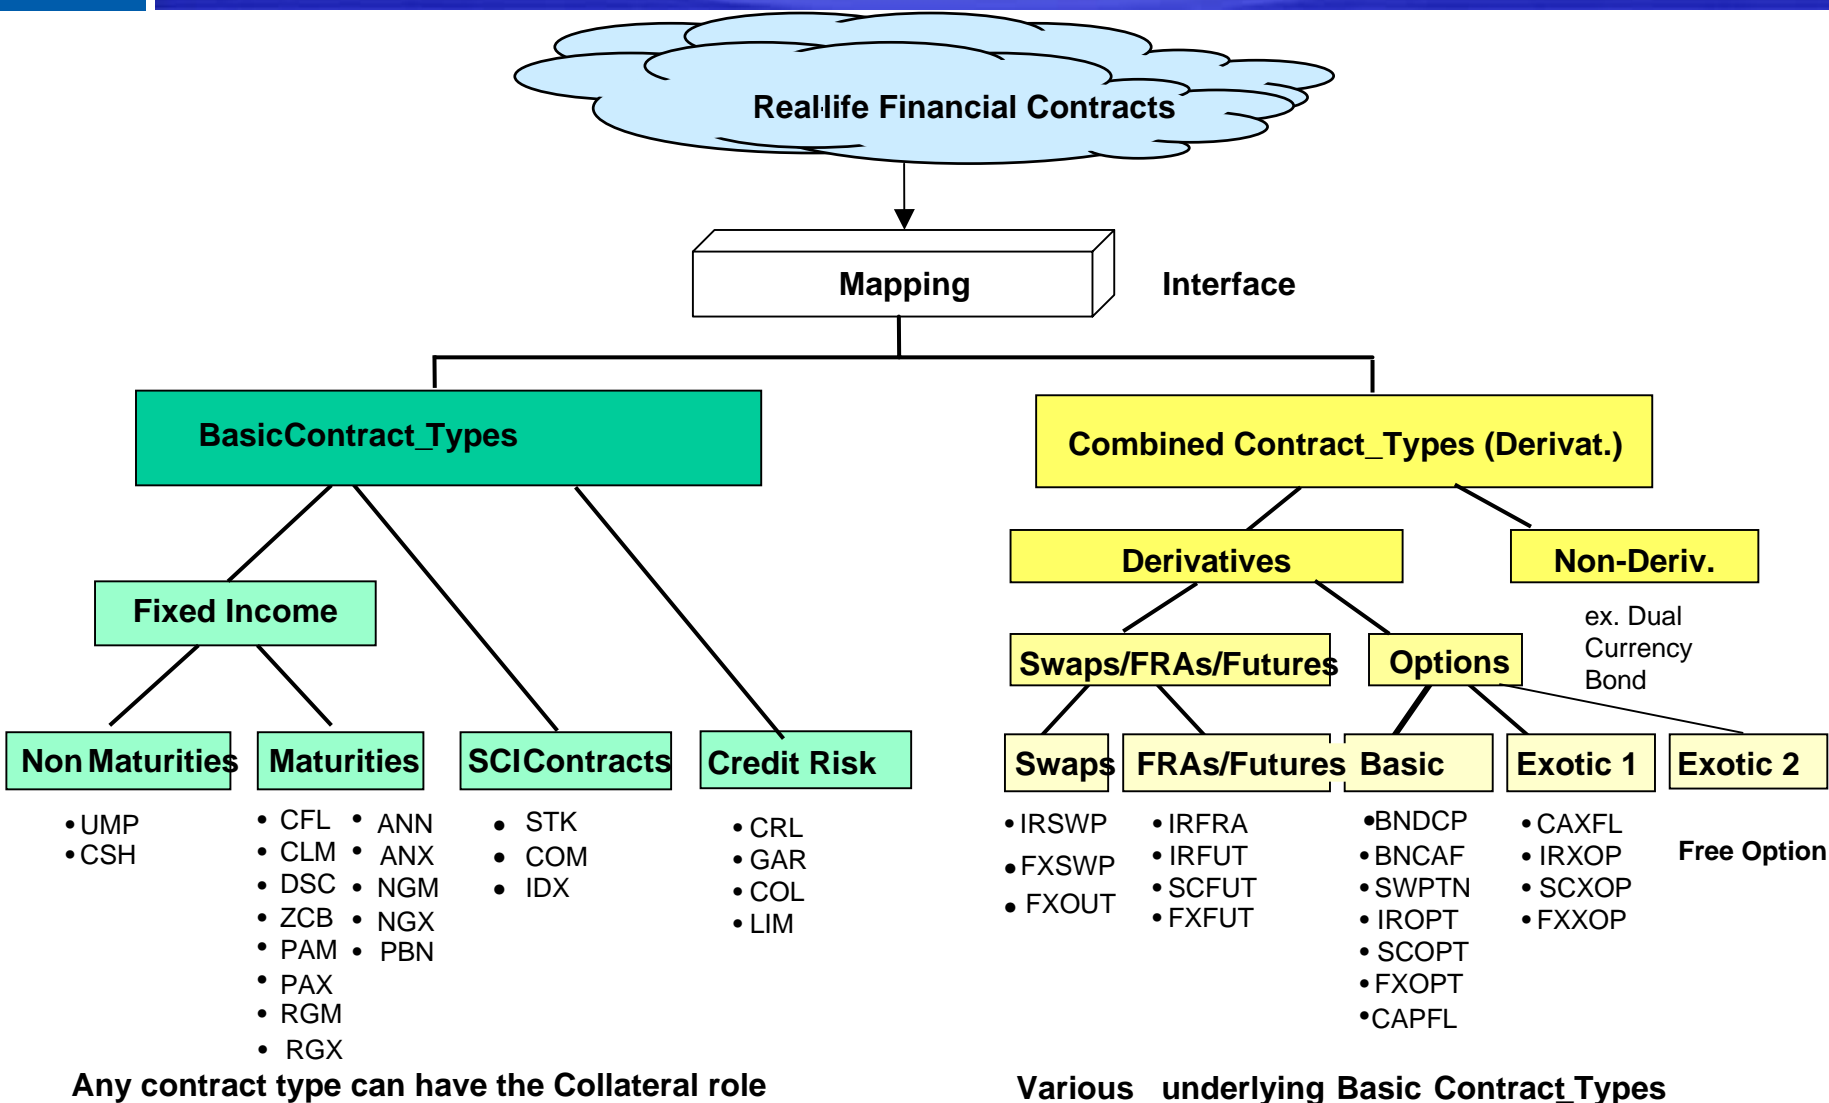 Real-life Financial Contracts
Mapping
Interface
BasicContract_Types
Combined Contract_Types (Derivat.)
Derivatives
Non-Deriv.
Fixed Income
ex. Dual
Currency
Bond
Swaps/FRAs/Futures
Options
Non Maturities
Maturities
SCIContracts
Credit Risk
Swaps
FRAs/Futures
Basic
Exotic 1
Exotic 2
• UMP
• CSH
• CFL
• CLM
• DSC
• ZCB
• PAM
• PAX
• RGM
• RGX
• ANN
• ANX
• NGM
• NGX
• PBN
• STK
• COM
• IDX
• CRL
• GAR
• COL
• LIM
• IRSWP
• FXSWP
• FXOUT
• IRFRA
• IRFUT
• SCFUT
• FXFUT
• BNDCP
• BNCAF
• SWPTN
• IROPT
• SCOPT
• FXOPT
• CAPFL
• CAXFL
• IRXOP
• SCXOP
• FXXOP
Free Option
Any contract type can have the Collateral role
Various underlying Basic Contract_Types